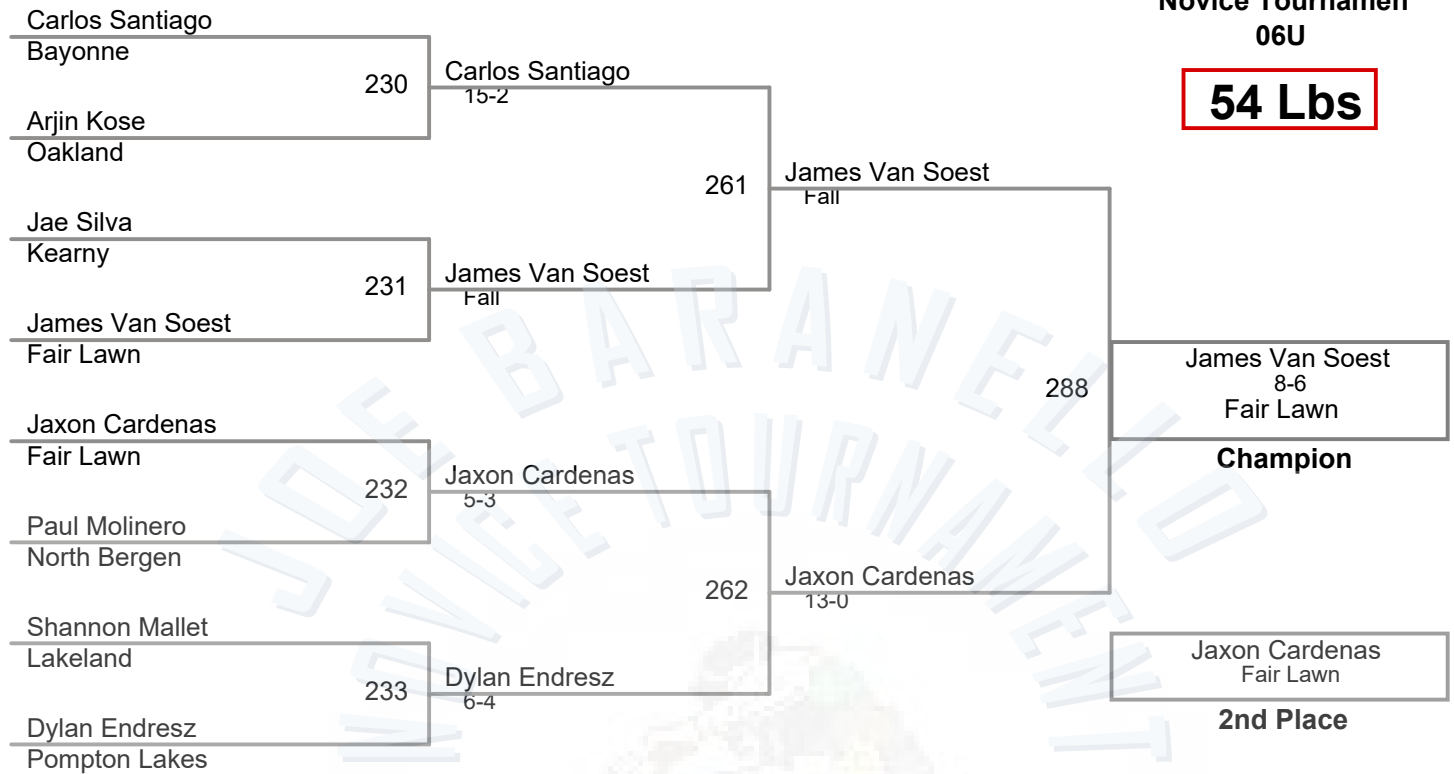 Novice Tournamen
06U
54 Lbs
Carlos Santiago
Bayonne
230
Arjin Kose
Oakland
Carlos Santiago
15-2
Jae Silva
Kearny
231
James Van Soest
Fair Lawn
James Van Soest
Fall
261
James Van Soest
Fall
Jaxon Cardenas
Fair Lawn
232
Paul Molinero
North Bergen
Jaxon Cardenas
5-3
Shannon Mallet
Lakeland
233
Dylan Endresz
Pompton Lakes
Dylan Endresz
6-4
262
Jaxon Cardenas
13-0
288
James Van Soest
8-6
Fair Lawn
Champion
Jaxon Cardenas
Fair Lawn
2nd Place
JOE BARANELLO
NOVICE TOURNAMENT